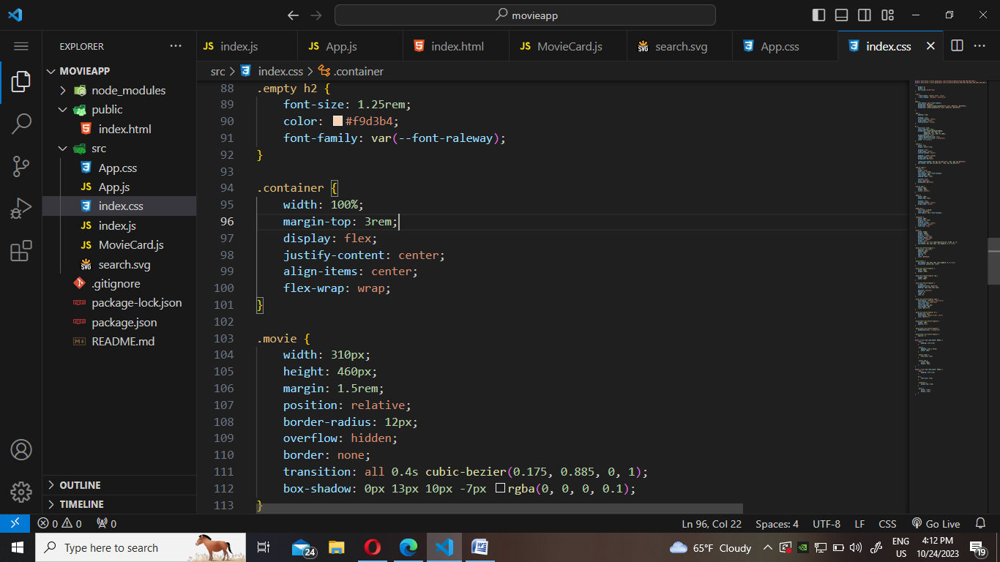 movieapp
EXPLORER
JS index.js
JS App.js
index.html
JS MovieCard.js
SVG search.svg
App.css
index.css
MOVIEAPP
node_modules
public
index.html
src
App.css
JS App.js
index.css
JS index.js
JS MovieCard.js
SVG search.svg
.gitignore
package-lock.json
package.json
README.md
OUTLINE
TIMELINE
src > index.css > .container
88 .empty h2 {
89 font-size: 1.25rem;
90 color: #f9d3b4;
91 font-family: var(--font-raleway);
92 }
93
94 .container {
95 width: 100%;
96 margin-top: 3rem;
97 display: flex;
98 justify-content: center;
99 align-items: center;
100 flex-wrap: wrap;
101 }
102
103 .movie {
104 width: 310px;
105 height: 460px;
106 margin: 1.5rem;
107 position: relative;
108 border-radius: 12px;
109 overflow: hidden;
110 border: none;
111 transition: all 0.4s cubic-bezier(0.175, 0.885, 0, 1);
112 box-shadow: 0px 13px 10px -7px rgba(0, 0, 0, 0.1);
113 }
0 0 0
Ln 96, Col 22 Spaces: 4 UTF-8 LF CSS Go Live
Type here to search
24
65°F Cloudy
ENG
US
4:12 PM
10/24/2023
19